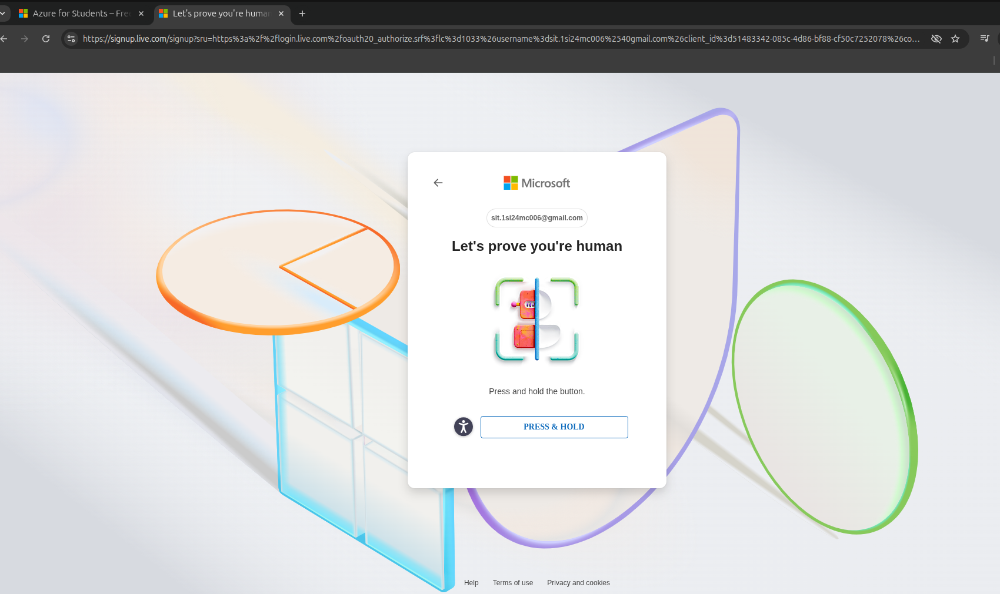 Azure for Students – Free
Let's prove you're human
https://signup.live.com/signup?sru=https%3a%2f%2flogin.live.com%2foauth20_authorize.srf%3flc%3d1033%26username%3dsit.1si24mc006%2540gmail.com%26client_id%3d51483342-085c-4d86-bf88-cf50c7252078%26co…
Microsoft
sit.1si24mc006@gmail.com
Let's prove you're human
Press and hold the button.
PRESS & HOLD
Help Terms of use Privacy and cookies